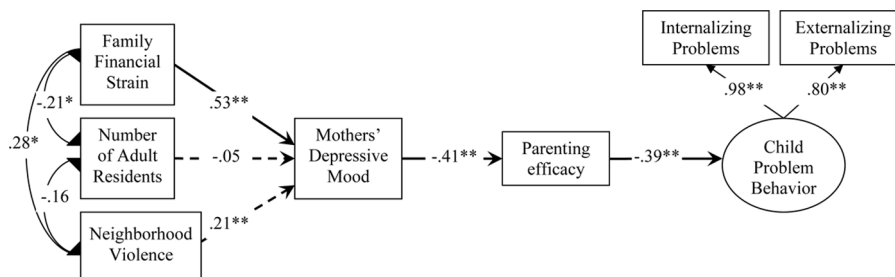 Family
Financial
Strain
Internalizing
Problems
Externalizing
Problems
.53**
.98**
.80**
-.21*
.28*
Number
of Adult
Residents
-.05
Mothers'
Depressive
Mood
-.41**
Parenting
efficacy
-.39**
Child
Problem
Behavior
-.16
.21**
Neighborhood
Violence